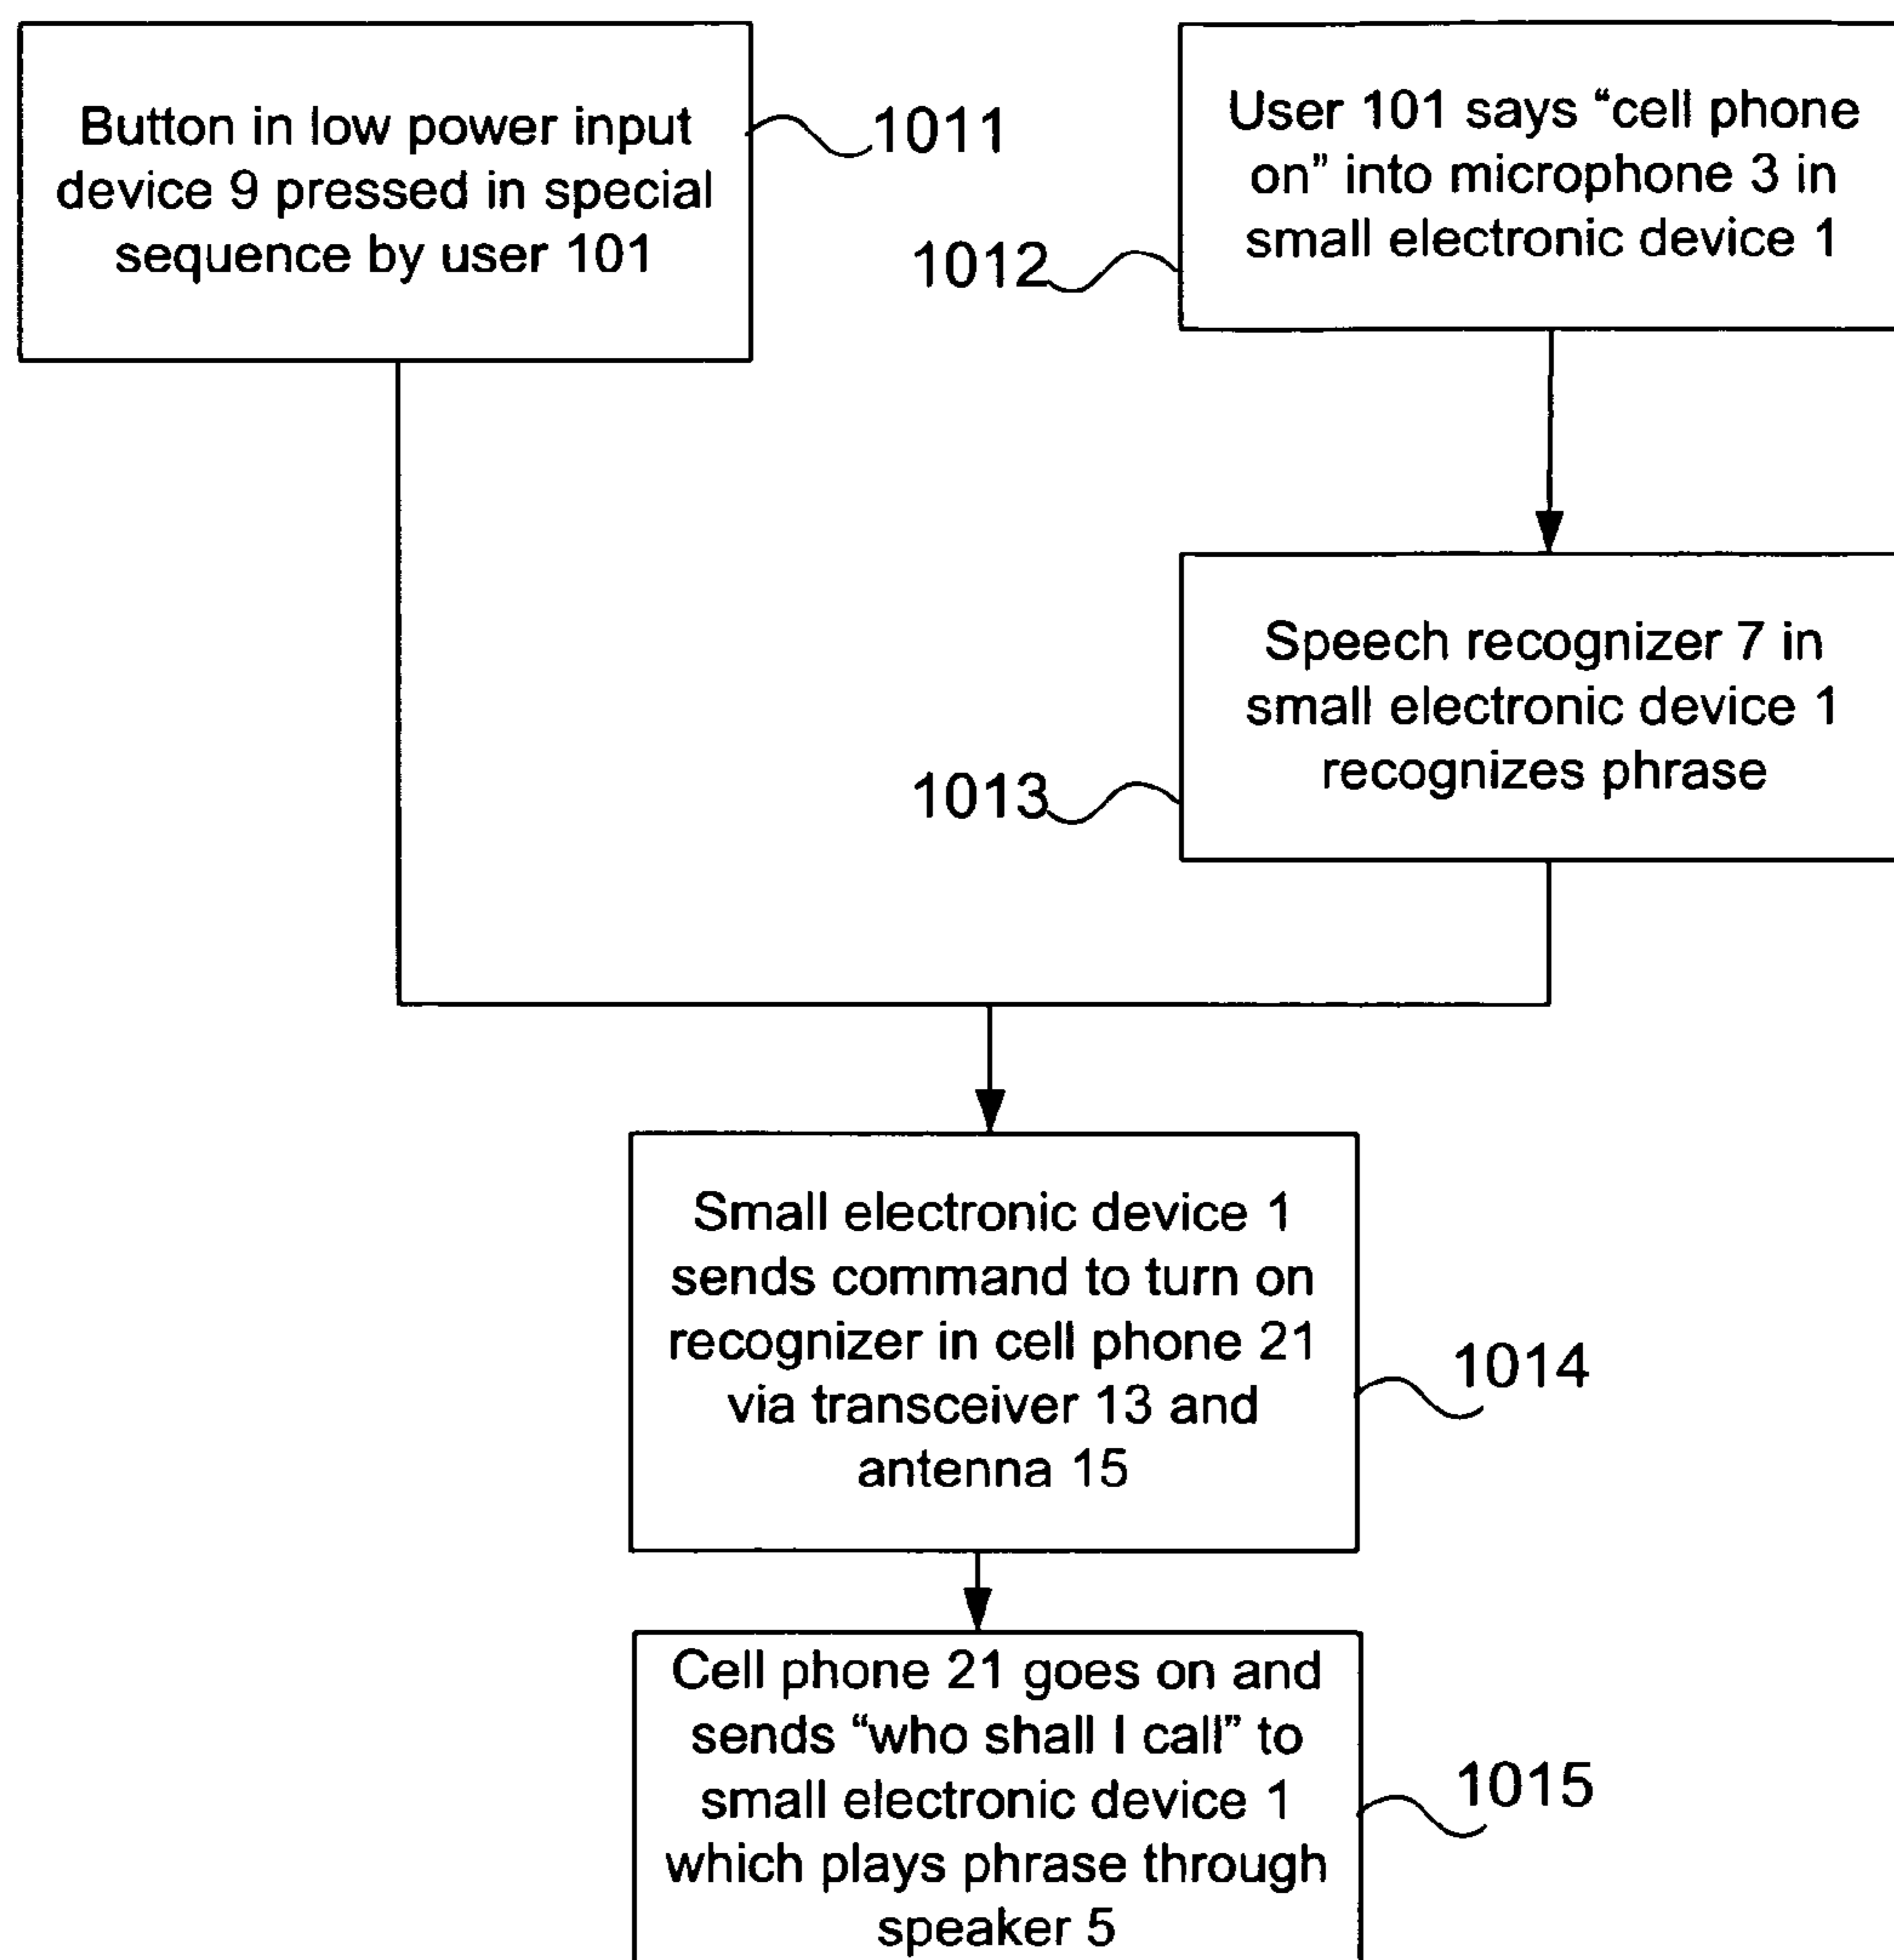 Button in low power input
device 9 pressed in special
sequence by user 101
1011
User 101 says “cell phone
on” into microphone 3 in
small electronic device 1
1012
Speech recognizer 7 in
small electronic device 1
recognizes phrase
1013
Small electronic device 1
sends command to turn on
recognizer in cell phone 21
via transceiver 13 and
antenna 15
1014
Cell phone 21 goes on and
sends “who shall I call” to
small electronic device 1
which plays phrase through
speaker 5
1015